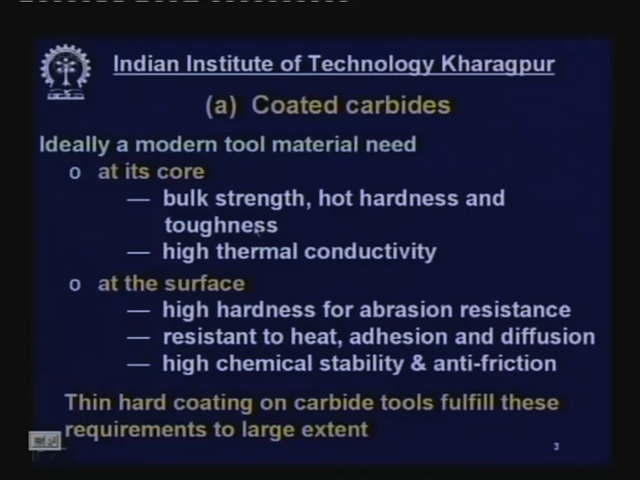 Indian Institute of Technology Kharagpur
(a) Coated carbides
Ideally a modern tool material need
o at its core
— bulk strength, hot hardness and
toughness
— high thermal conductivity
o at the surface
— high hardness for abrasion resistance
— resistant to heat, adhesion and diffusion
— high chemical stability & anti-friction
Thin hard coating on carbide tools fulfill these
requirements to large extent
3